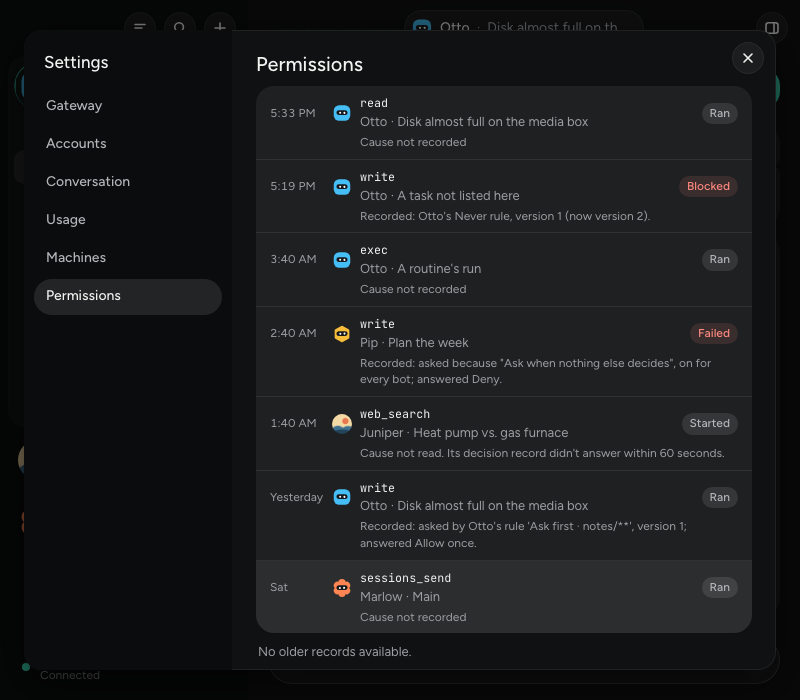 Otto · Disk almost full on th
Settings
Gateway
Accounts
Conversation
Usage
Machines
Permissions
Permissions
5:33 PM
read
Otto · Disk almost full on the media box
Cause not recorded
Ran
5:19 PM
write
Otto · A task not listed here
Recorded: Otto's Never rule, version 1 (now version 2).
Blocked
3:40 AM
exec
Otto · A routine's run
Cause not recorded
Ran
2:40 AM
write
Pip · Plan the week
Recorded: asked because "Ask when nothing else decides", on for
every bot; answered Deny.
Failed
1:40 AM
web_search
Juniper · Heat pump vs. gas furnace
Cause not read. Its decision record didn't answer within 60 seconds.
Started
Yesterday
write
Otto · Disk almost full on the media box
Recorded: asked by Otto's rule 'Ask first · notes/**', version 1;
answered Allow once.
Ran
Sat
sessions_send
Marlow · Main
Cause not recorded
Ran
No older records available.
Connected